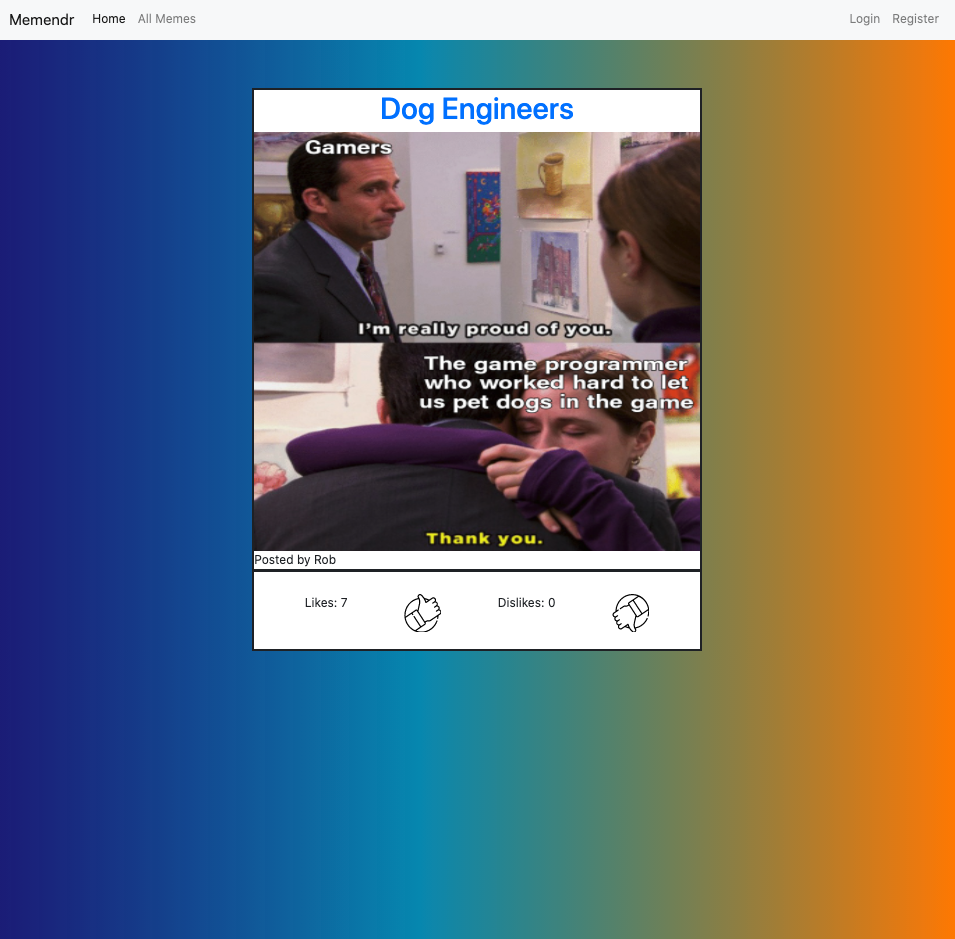 Memendr Home All Memes Login Register
Dog Engineers
Gamers
I'm really proud of you.
The game programmer
who worked hard to let
us pet dogs in the game
Thank you.
Posted by Rob
Likes: 7 Dislikes: 0